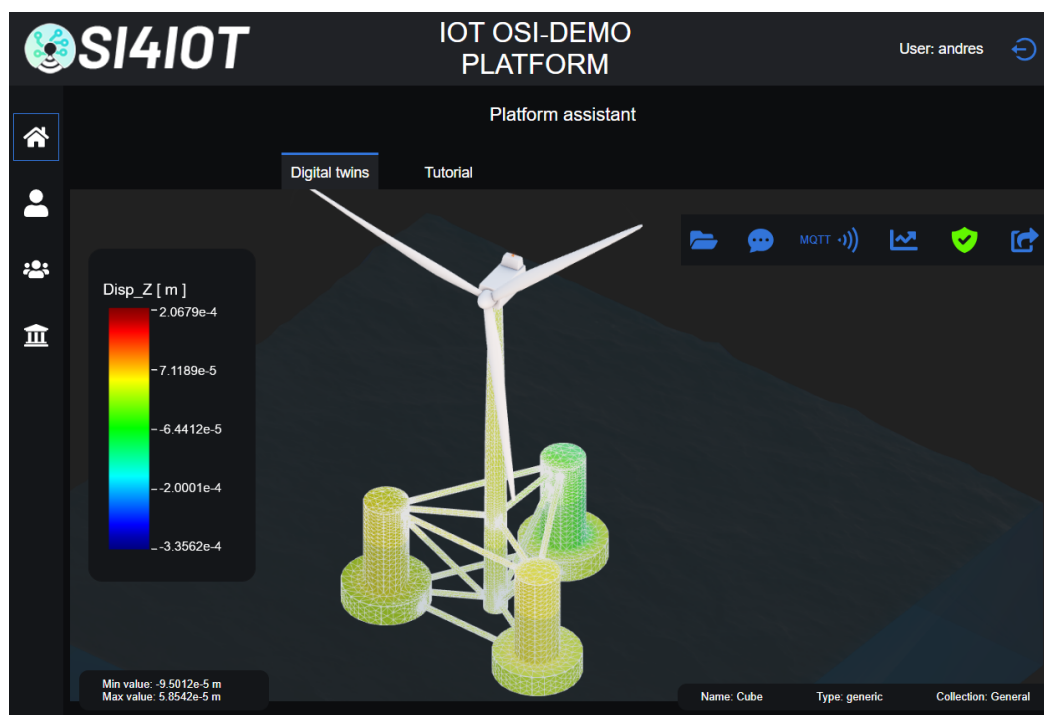 SI4IOT
IOT OSI-DEMO
PLATFORM
User: andres
Platform assistant
Digital twins
Tutorial
MQTT
Disp_Z [ m ]
2.0679e-4
7.1189e-5
-6.4412e-5
-2.0001e-4
-3.3562e-4
Min value: -9.5012e-5 m
Max value: 5.8542e-5 m
Name: Cube
Type: generic
Collection: General